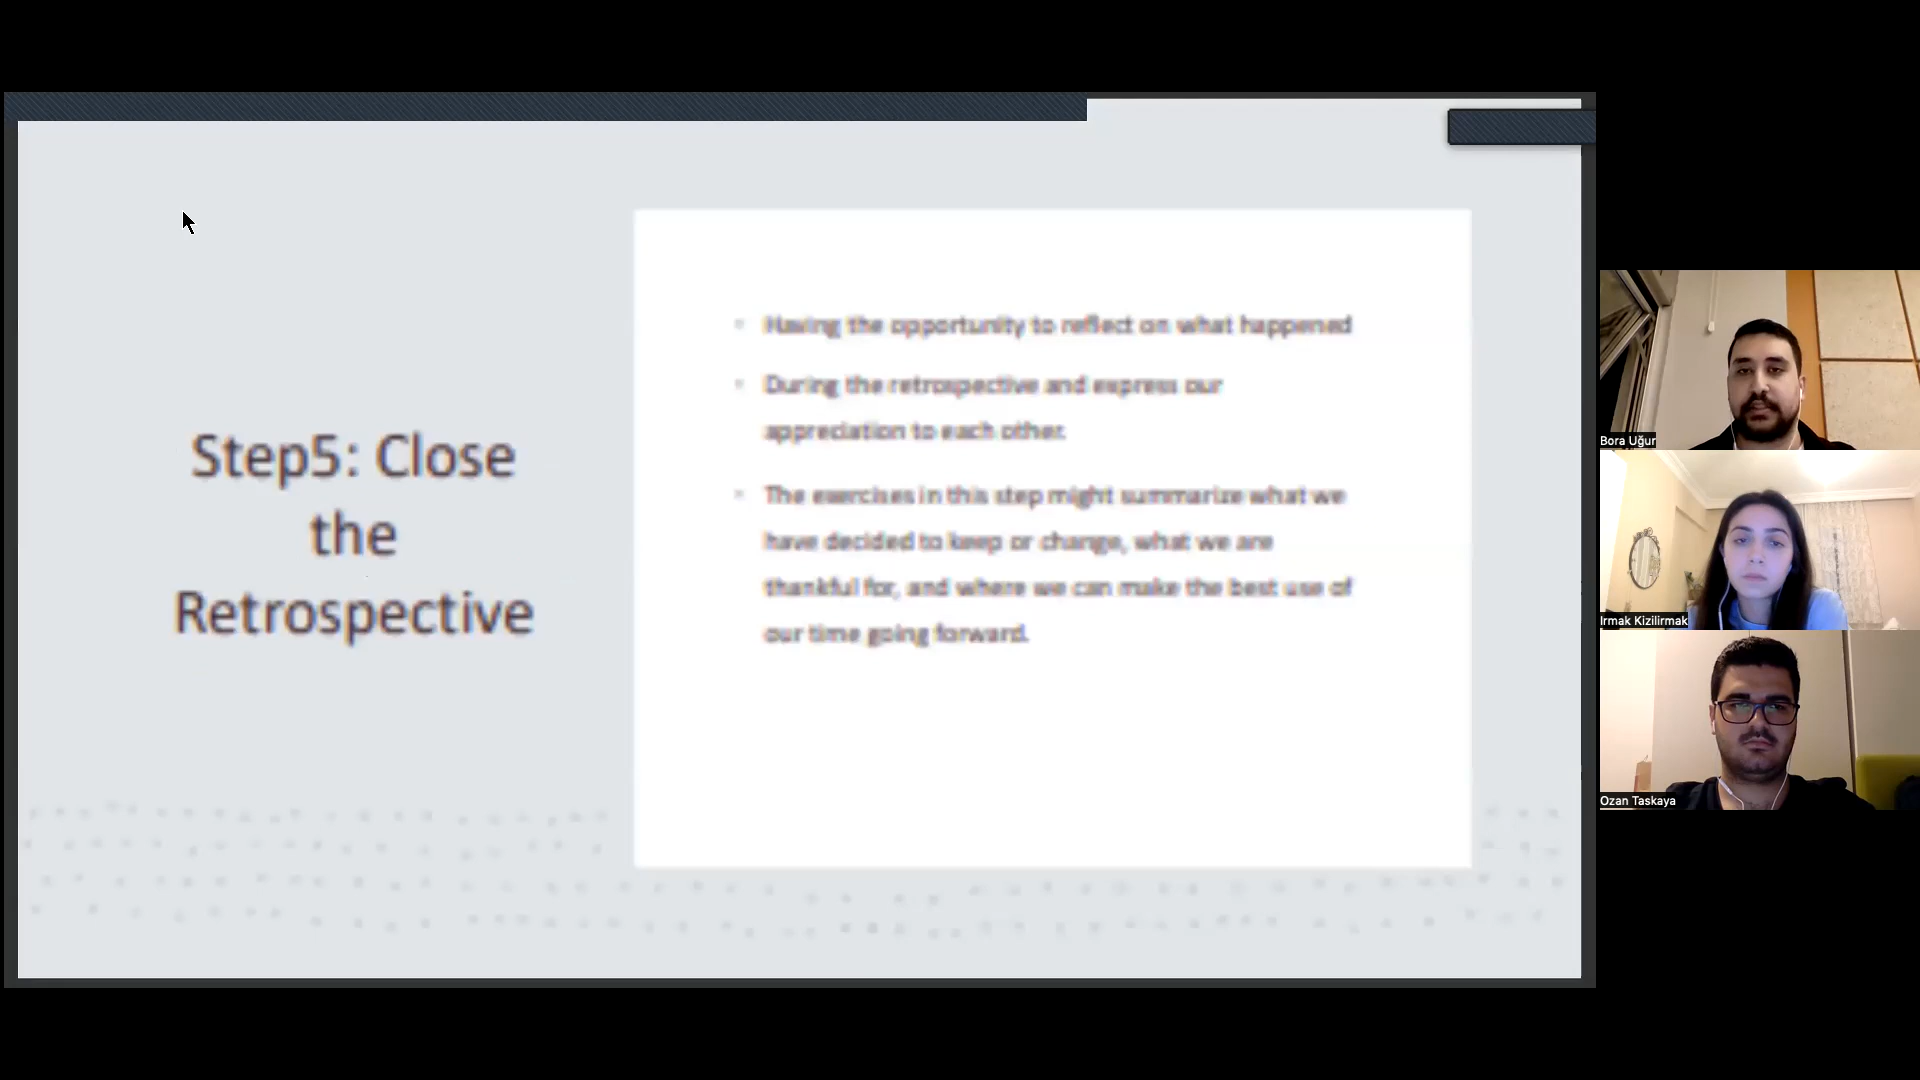 Step5: Close
the
Retrospective
• Having the opportunity to reflect on what happened
• During the retrospective and express our
appreciation to each other.
• The exercises in this step might summarize what we
have decided to keep or change, what we are
thankful for, and where we can make the best use of
our time going forward.
Bora Uğur
Irmak Kizilirmak
Ozan Taskaya